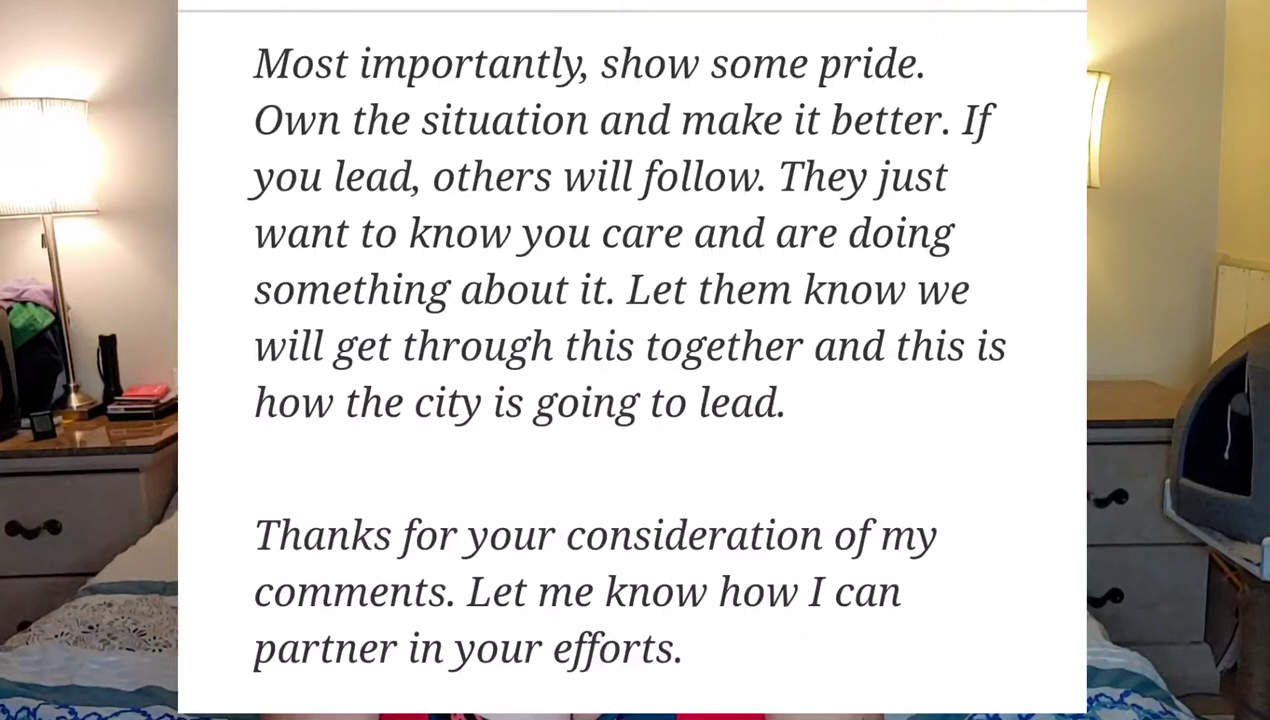 Most importantly, show some pride.
Own the situation and make it better. If
you lead, others will follow. They just
want to know you care and are doing
something about it. Let them know we
will get through this together and this is
how the city is going to lead.
Thanks for your consideration of my
comments. Let me know how I can
partner in your efforts.